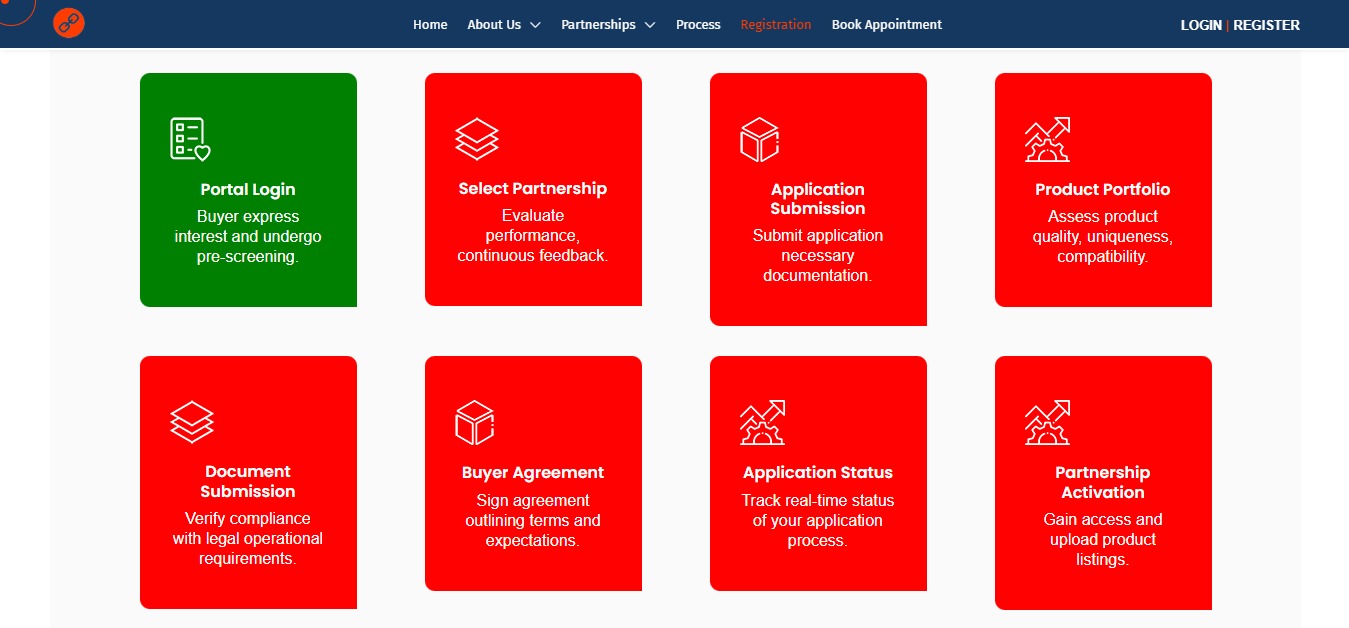 Home About Us Partnerships Process Registration Book Appointment LOGIN | REGISTER
Portal Login
Buyer express
interest and undergo
pre-screening.
Select Partnership
Evaluate
performance,
continuous feedback.
Application
Submission
Submit application
necessary
documentation.
Product Portfolio
Assess product
quality, uniqueness,
compatibility.
Document
Submission
Verify compliance
with legal operational
requirements.
Buyer Agreement
Sign agreement
outlining terms and
expectations.
Application Status
Track real-time status
of your application
process.
Partnership
Activation
Gain access and
upload product
listings.